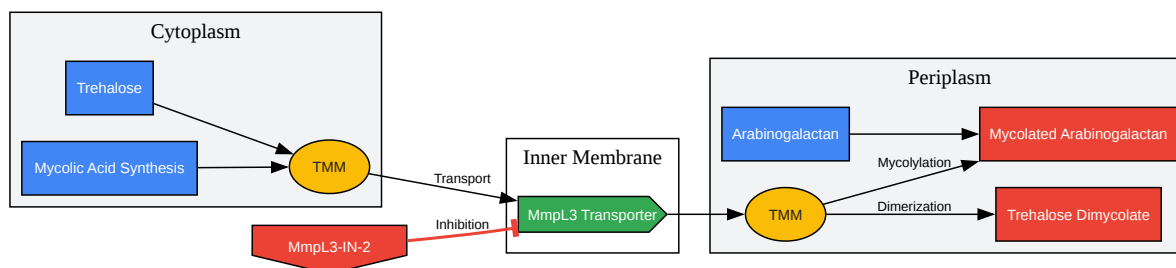 Cytoplasm
Trehalose
Mycolic Acid Synthesis
TMM
Transport
Inhibition
MmpL3-IN-2
Inner Membrane
MmpL3 Transporter
Periplasm
Arabinogalactan
Mycolated Arabinogalactan
Mycolylation
TMM
Dimerization
Trehalose Dimycolate